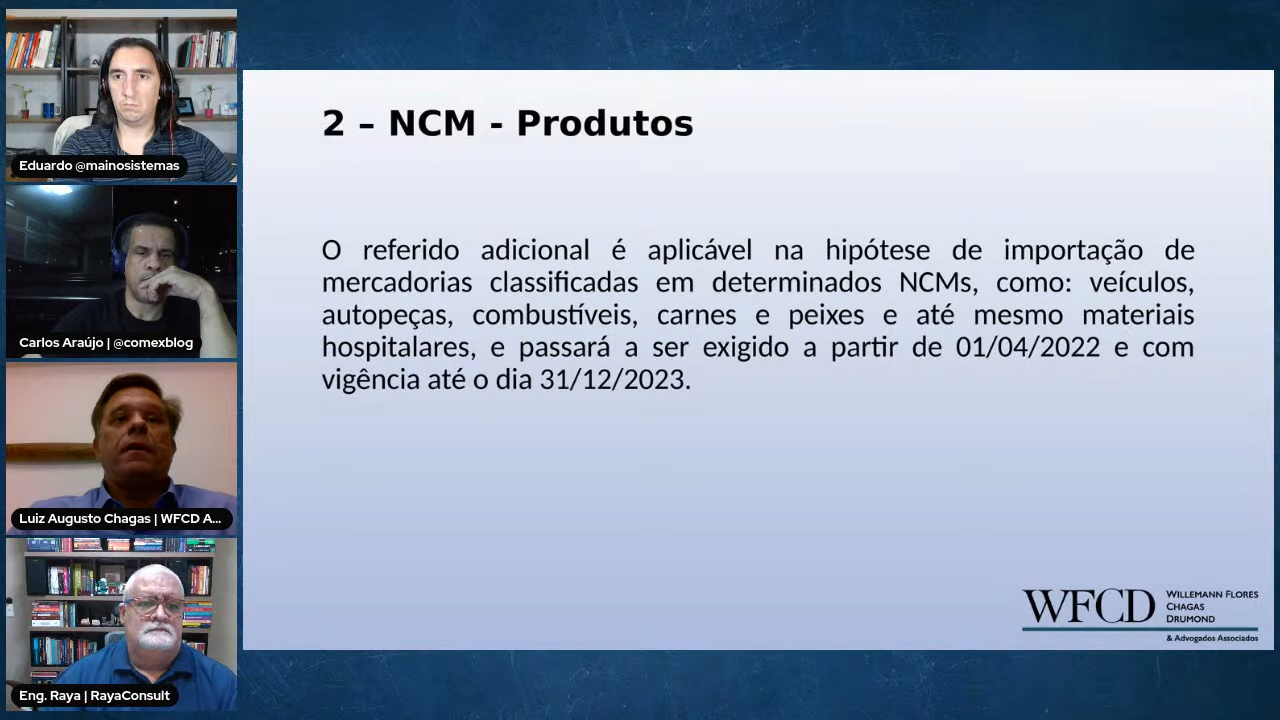 Eduardo @mainosistemas
Carlos Araújo | @comexblog
Luiz Augusto Chagas | WFCD A...
Eng. Raya | RayaConsult
2 – NCM - Produtos
O referido adicional é aplicável na hipótese de importação de
mercadorias classificadas em determinados NCMs, como: veículos,
autopeças, combustíveis, carnes e peixes e até mesmo materiais
hospitalares, e passará a ser exigido a partir de 01/04/2022 e com
vigência até o dia 31/12/2023.
WFCD
WILLEMANN FLORES
CHAGAS
DRUMOND
& Advogados Associados